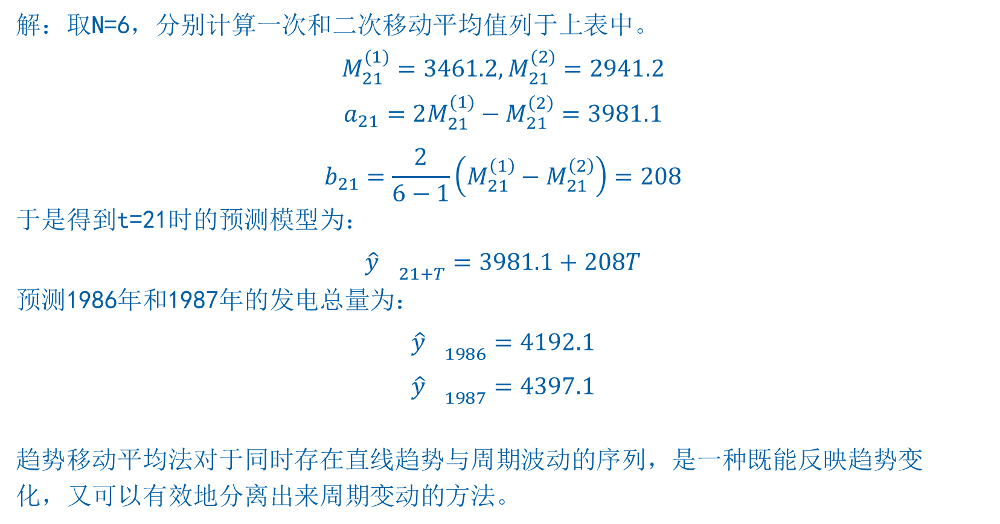 解：取N=6，分别计算一次和二次移动平均值列于上表中。
$M_{21}^{(1)} = 3461.2, M_{21}^{(2)} = 2941.2$
$a_{21} = 2M_{21}^{(1)} - M_{21}^{(2)} = 3981.1$
$b_{21} = \frac{2}{6-1}\left(M_{21}^{(1)} - M_{21}^{(2)}\right) = 208$
于是得到t=21时的预测模型为：
$\hat{y}_{21+T} = 3981.1 + 208T$
预测1986年和1987年的发电总量为：
$\hat{y}_{1986} = 4192.1$
$\hat{y}_{1987} = 4397.1$
趋势移动平均法对于同时存在直线趋势与周期波动的序列，是一种既能反映趋势变
化，又可以有效地分离出来周期变动的方法。